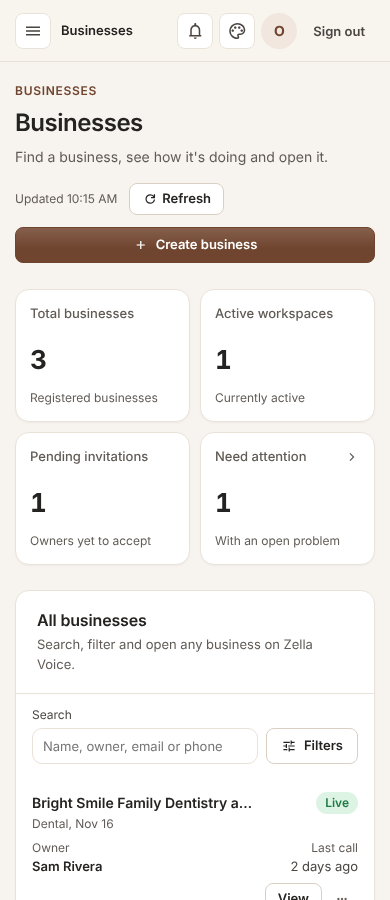 Businesses
O
Sign out
BUSINESSES
Businesses
Find a business, see how it's doing and open it.
Updated 10:15 AM
Refresh
+ Create business
Total businesses
3
Registered businesses
Active workspaces
1
Currently active
Pending invitations
1
Owners yet to accept
Need attention
1
With an open problem
All businesses
Search, filter and open any business on Zella
Voice.
Search
Name, owner, email or phone
Filters
Bright Smile Family Dentistry a...
Live
Dental, Nov 16
Owner
Last call
Sam Rivera
2 days ago
View
...